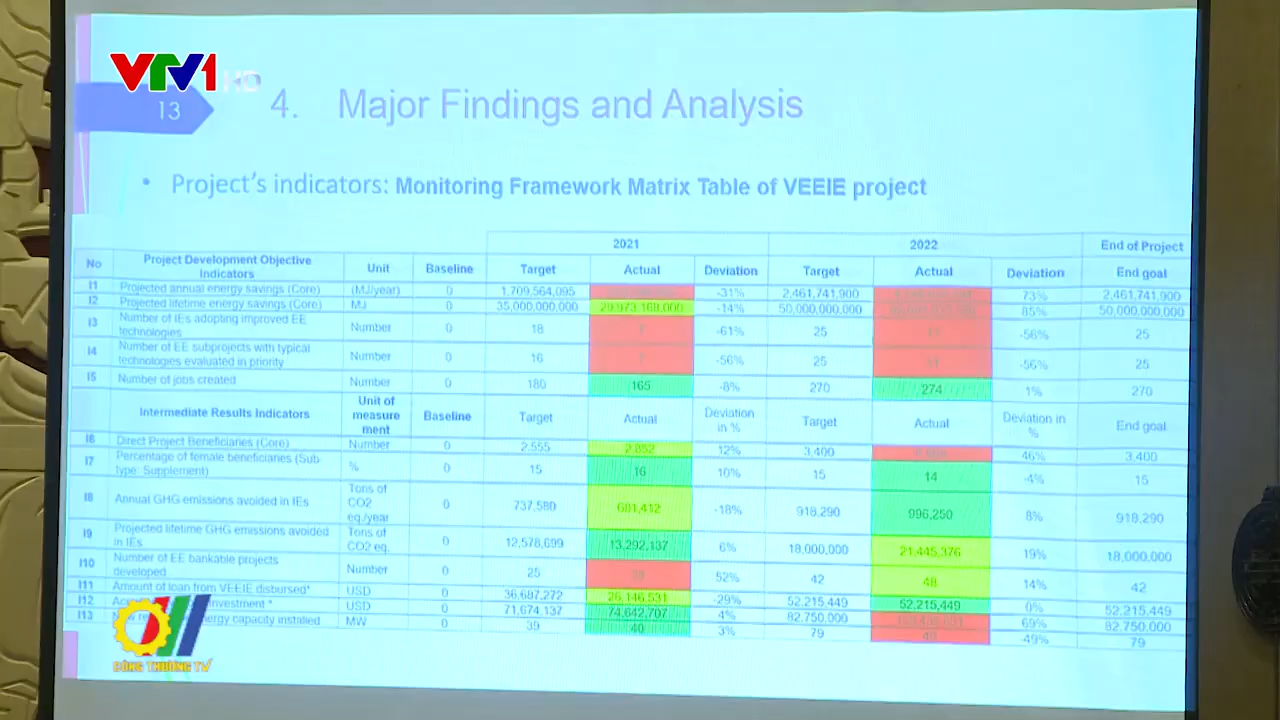 VTV1 HD
13
4. Major Findings and Analysis
• Project's indicators: Monitoring Framework Matrix Table of VEEIE project
2021 2022 End of Project
No Project Development Objective Indicators Unit Baseline Target Actual Deviation Target Actual Deviation End goal
I1 Projected annual energy savings (Core) (MJ/year) 0 1,709,564,095 -31% 2,461,741,900 73% 2,461,741,900
I2 Projected lifetime energy savings (Core) MJ 0 35,000,000,000 29,973,168,000 -14% 50,000,000,000 85% 50,000,000,000
I3 Number of IEs adopting improved EE technologies Number 0 18 7 -61% 25 11 -56% 25
I4 Number of EE subprojects with typical technologies evaluated in priority Number 0 16 7 -56% 25 11 -56% 25
I5 Number of jobs created Number 0 180 165 -8% 270 274 1% 270
Intermediate Results Indicators Unit of measure ment Baseline Target Actual Deviation in % Target Actual Deviation in % End goal
I6 Direct Project Beneficiaries (Core) Number 0 2,555 2,852 12% 3,400 46% 3,400
I7 Percentage of female beneficiaries (Sub-type: Supplement) % 0 15 16 10% 15 14 -4% 15
I8 Annual GHG emissions avoided in IEs Tons of CO2 eq./year 0 737,580 601,412 -18% 918,290 996,250 8% 918,290
I9 Projected lifetime GHG emissions avoided in IEs Tons of CO2 eq. 0 12,578,699 13,292,137 6% 18,000,000 21,445,376 19% 18,000,000
I10 Number of EE bankable projects developed Number 0 25 38 52% 42 48 14% 42
I11 Amount of loan from VEEIE disbursed* USD 0 36,687,272 26,146,531 -29% 52,215,449 52,215,449 0% 52,215,449
I12 investment * USD 0 71,674,137 74,642,707 4% 82,750,000 69% 82,750,000
I13 energy capacity installed MW 0 39 40 3% 79 40 -49% 79
CÔNG THƯƠNG TV